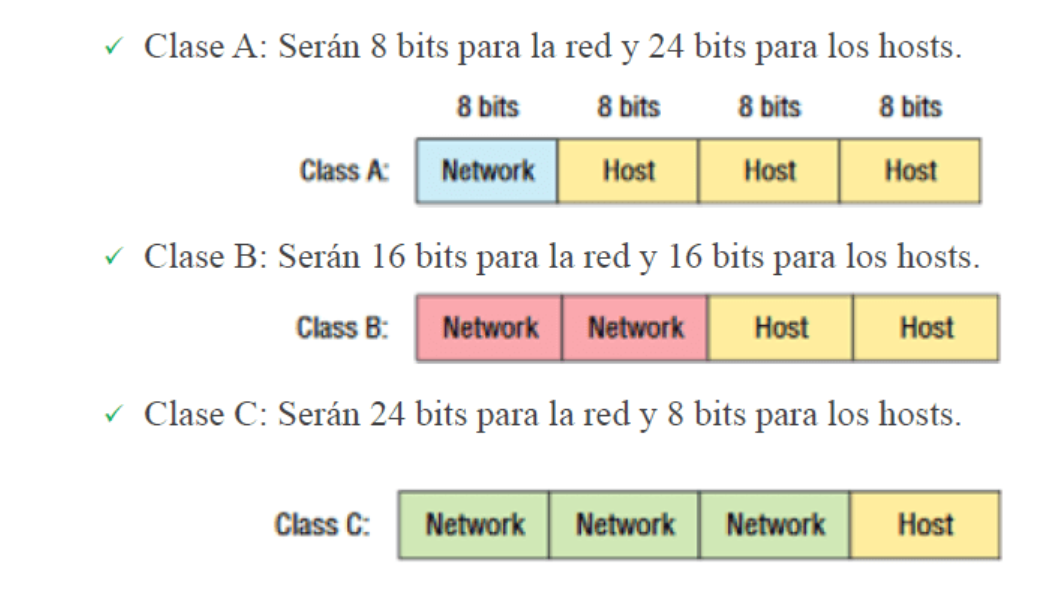 ✓ Clase A: Serán 8 bits para la red y 24 bits para los hosts.
8 bits 8 bits 8 bits 8 bits
Class A: Network Host Host Host
✓ Clase B: Serán 16 bits para la red y 16 bits para los hosts.
Class B: Network Network Host Host
✓ Clase C: Serán 24 bits para la red y 8 bits para los hosts.
Class C: Network Network Network Host